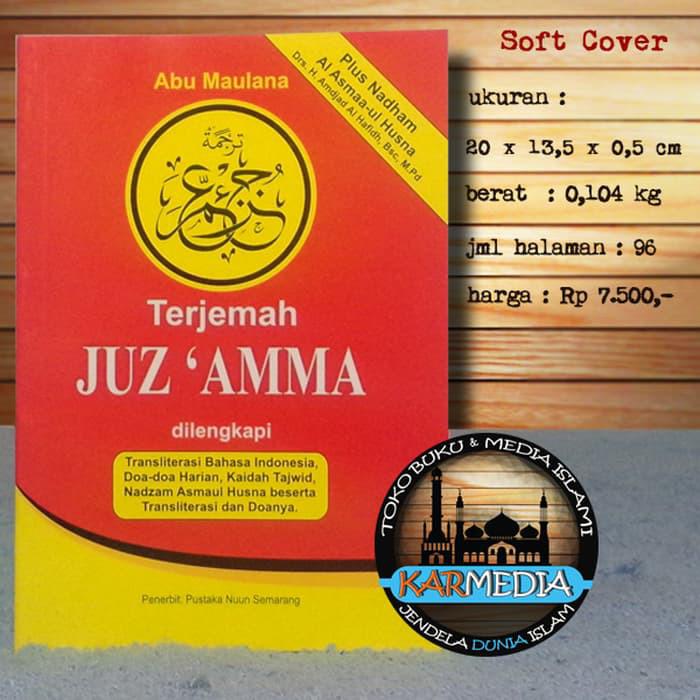 Abu Maulana
Plus Nadham
Al Asmaa-ul Husna
Drs. H. Amdjad Al Hafidh, Bsc, M.Pd
ترجمة
جزء عم
Terjemah
JUZ ‘AMMA
dilengkapi
Transliterasi Bahasa Indonesia,
Doa-doa Harian, Kaidah Tajwid,
Nadzam Asmaul Husna beserta
Transliterasi dan Doanya.
Penerbit: Pustaka Nuun Semarang
Soft Cover
ukuran :
20 x 13,5 x 0,5 cm
berat : 0,104 kg
jml halaman : 96
harga : Rp 7.500,-
TOKO BUKU & MEDIA ISLAMI
KARMEDIA
JENDELA DUNIA ISLAM